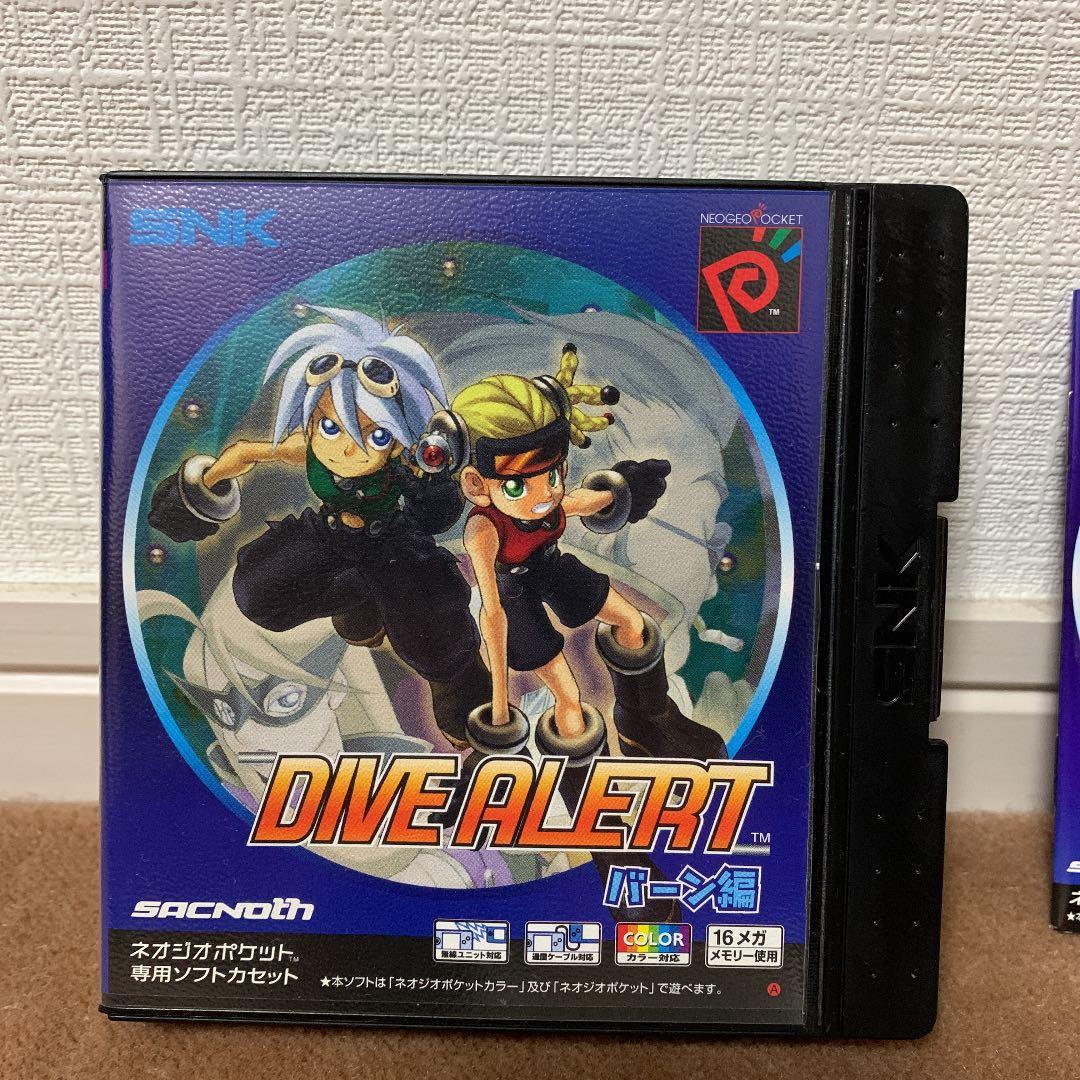 SNK
NEOGEO POCKET
TM
DIVE ALERT
TM
バーン編
SACNOTH
ネオジオポケット™
専用ソフトカセット
無線ユニット対応
通信ケーブル対応
COLOR
カラー対応
16メガ
メモリー使用
★本ソフトは「ネオジオポケットカラー」及び「ネオジオポケット」で遊べます。
A
SNK